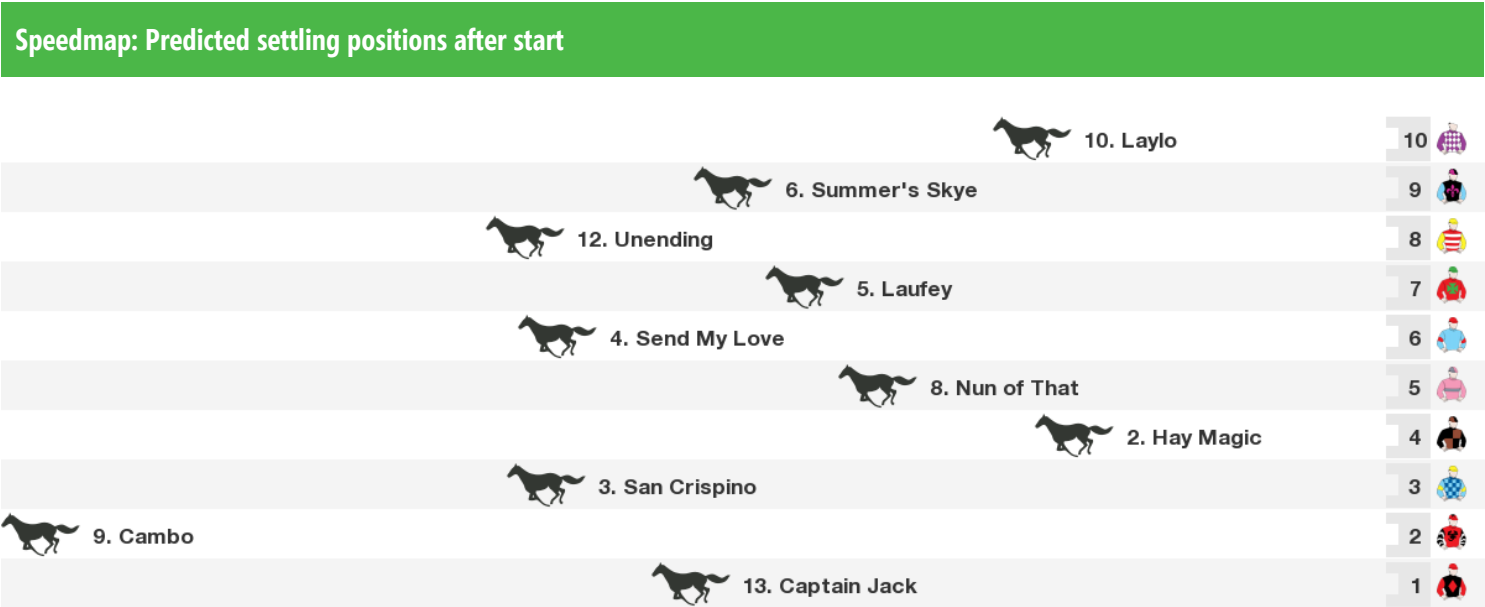 Speedmap: Predicted settling positions after start
10. Laylo 10
6. Summer's Skye 9
12. Unending 8
5. Laufey 7
4. Send My Love 6
8. Nun of That 5
2. Hay Magic 4
3. San Crispino 3
9. Cambo 2
13. Captain Jack 1